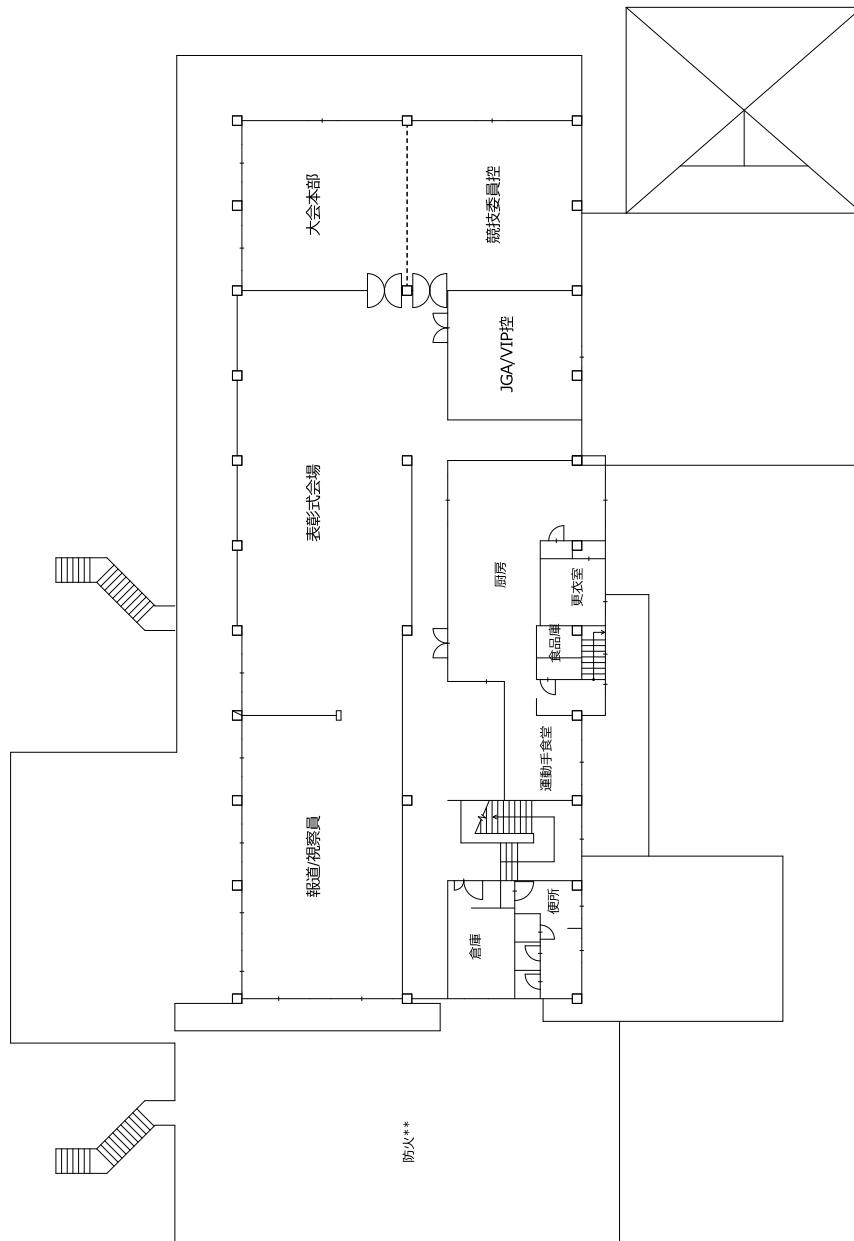 大会本部
競技委員控
JGA/VIP控
表彰式会場
厨房
更衣室
食品庫
運動手食堂
報道/視察員
倉庫
便所
防火**